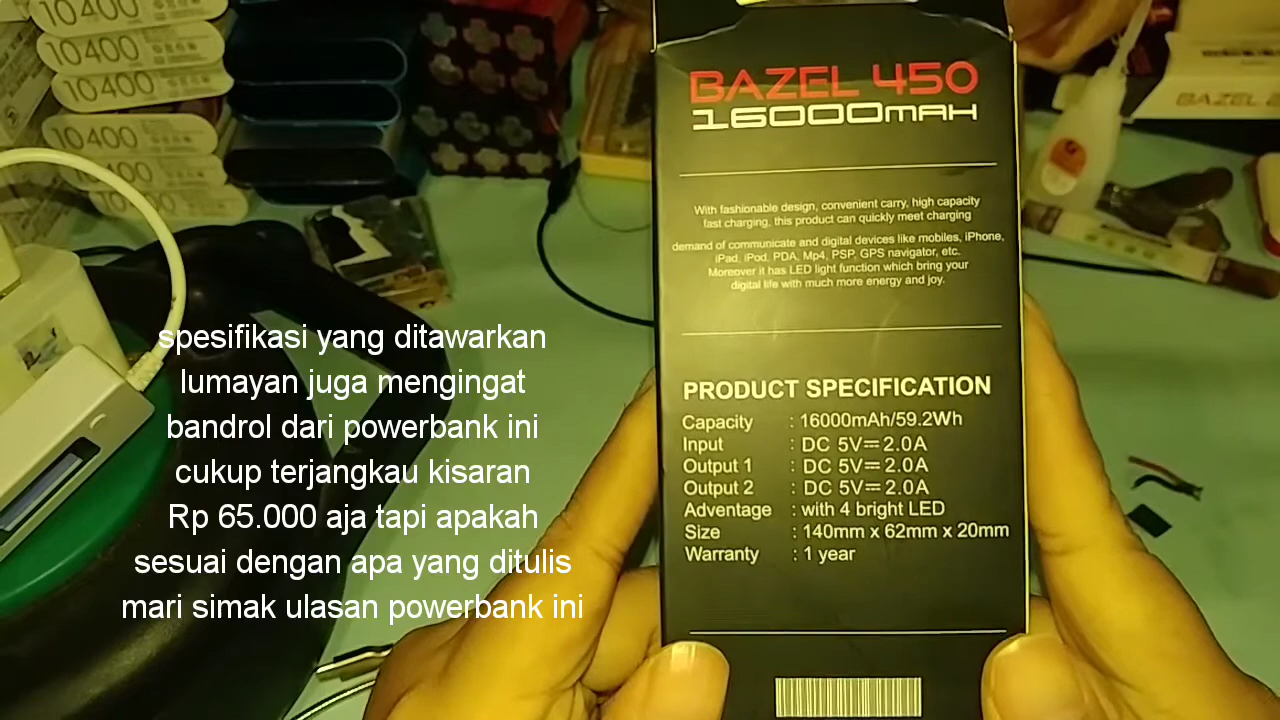 10400
10400
10400
10400
BAZEL 450
16000MAH
With fashionable design, convenient carry, high capacity
fast charging, this product can quickly meet charging
demand of communicate and digital devices like mobiles, iPhone,
iPad, iPod, PDA, Mp4, PSP, GPS navigator, etc.
Moreover it has LED light function which bring your
digital life with much more energy and joy.
PRODUCT SPECIFICATION
Capacity : 16000mAh/59.2Wh
Input : DC 5V⎓2.0A
Output 1 : DC 5V⎓2.0A
Output 2 : DC 5V⎓2.0A
Adventage : with 4 bright LED
Size : 140mm x 62mm x 20mm
Warranty : 1 year
BAZEL
spesifikasi yang ditawarkan
lumayan juga mengingat
bandrol dari powerbank ini
cukup terjangkau kisaran
Rp 65.000 aja tapi apakah
sesuai dengan apa yang ditulis
mari simak ulasan powerbank ini